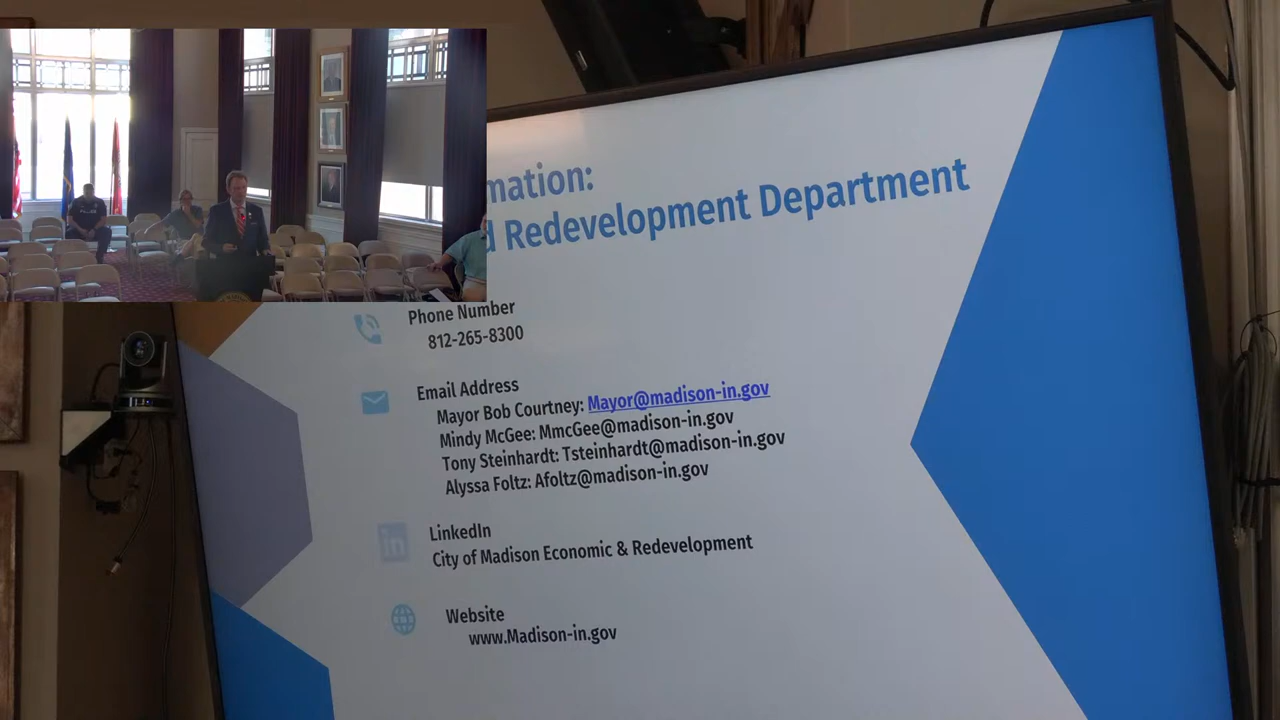 mation:
d Redevelopment Department
Phone Number
812-265-8300
Email Address
Mayor Bob Courtney: Mayor@madison-in.gov
Mindy McGee: MmcGee@madison-in.gov
Tony Steinhardt: Tsteinhardt@madison-in.gov
Alyssa Foltz: Afoltz@madison-in.gov
in
LinkedIn
City of Madison Economic & Redevelopment
Website
www.Madison-in.gov